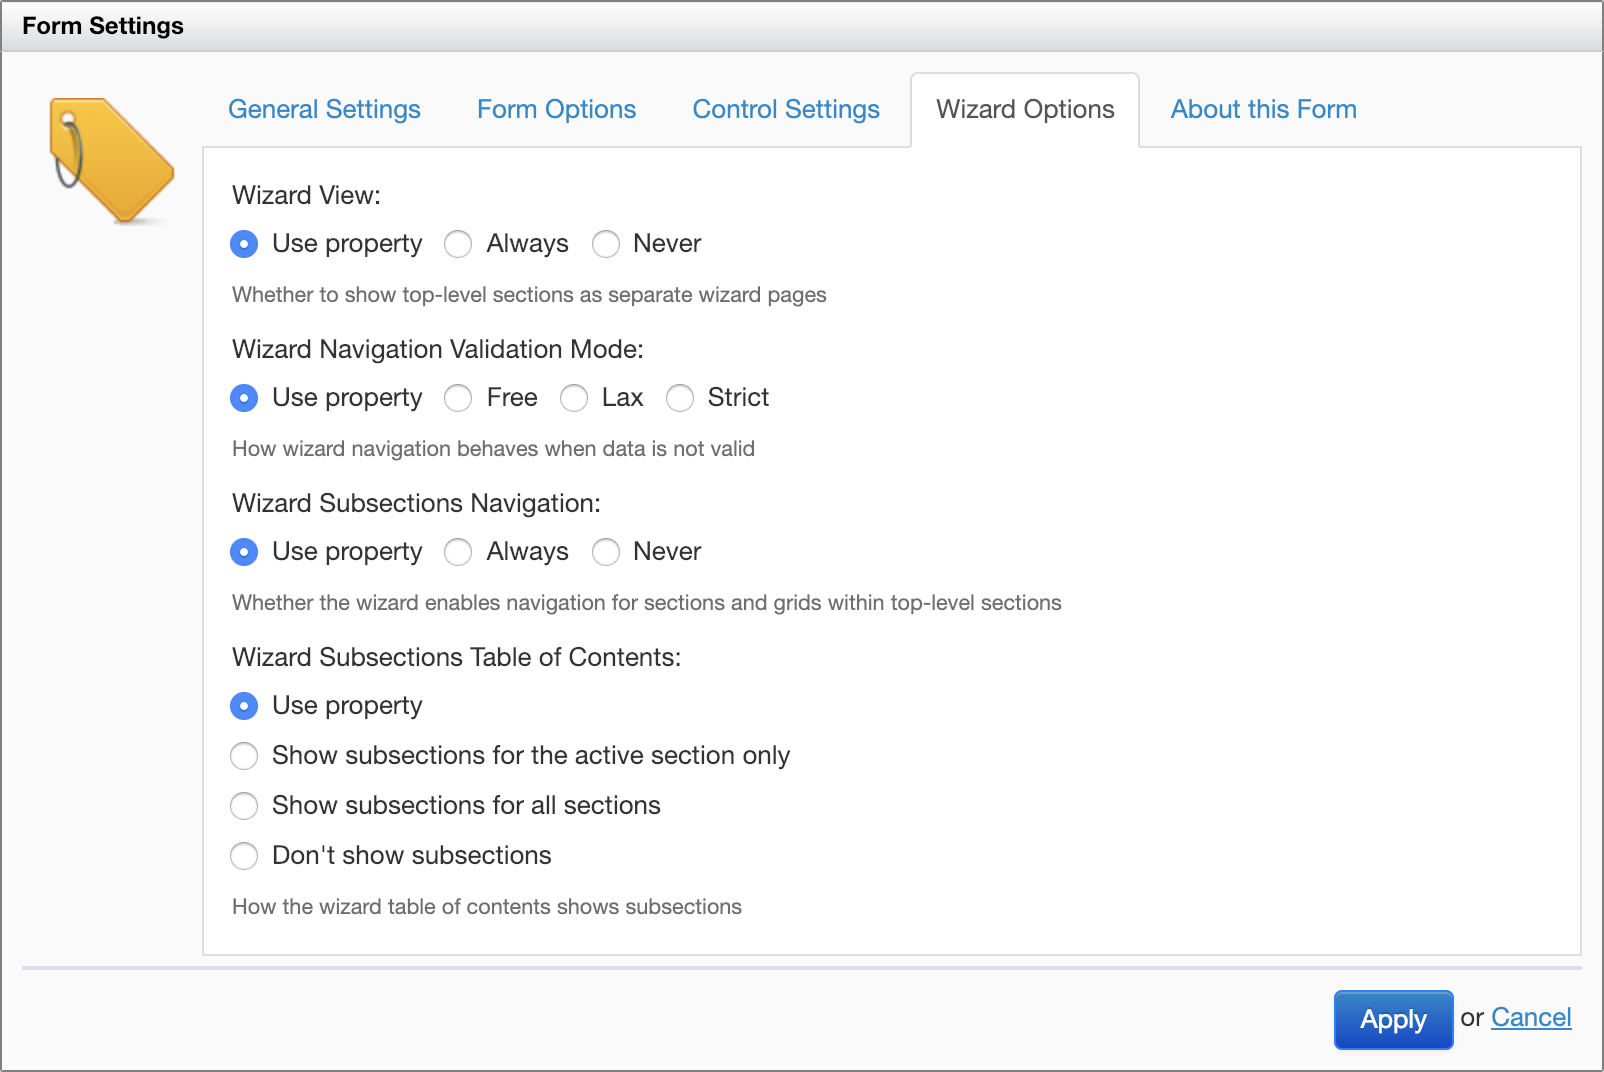 Form Settings
General Settings Form Options Control Settings Wizard Options About this Form
Wizard View:
Use property Always Never
Whether to show top-level sections as separate wizard pages
Wizard Navigation Validation Mode:
Use property Free Lax Strict
How wizard navigation behaves when data is not valid
Wizard Subsections Navigation:
Use property Always Never
Whether the wizard enables navigation for sections and grids within top-level sections
Wizard Subsections Table of Contents:
Use property
Show subsections for the active section only
Show subsections for all sections
Don't show subsections
How the wizard table of contents shows subsections
Apply or Cancel